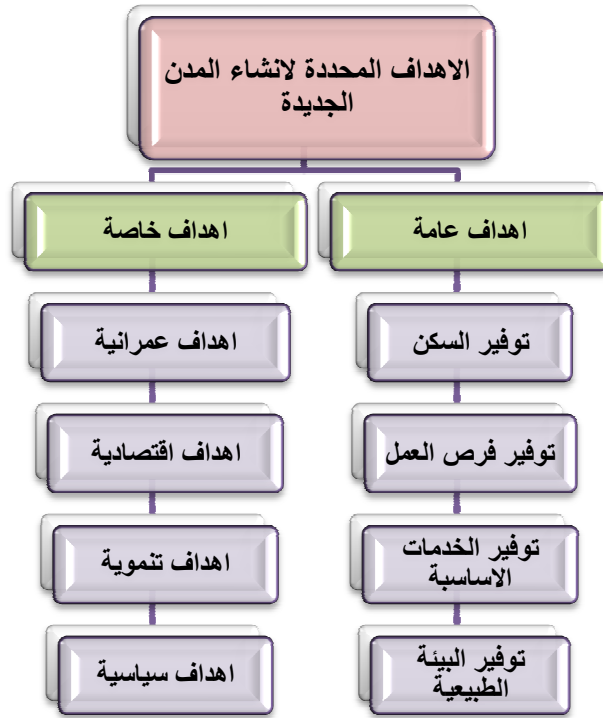 الاهداف المحددة لانشاء المدن
الجديدة
اهداف عامة
توفير السكن
توفير فرص العمل
توفير الخدمات
الاساسبة
توفير البيئة
الطبيعية
اهداف خاصة
اهداف عمرانية
اهداف اقتصادية
اهداف تنموية
اهداف سياسية